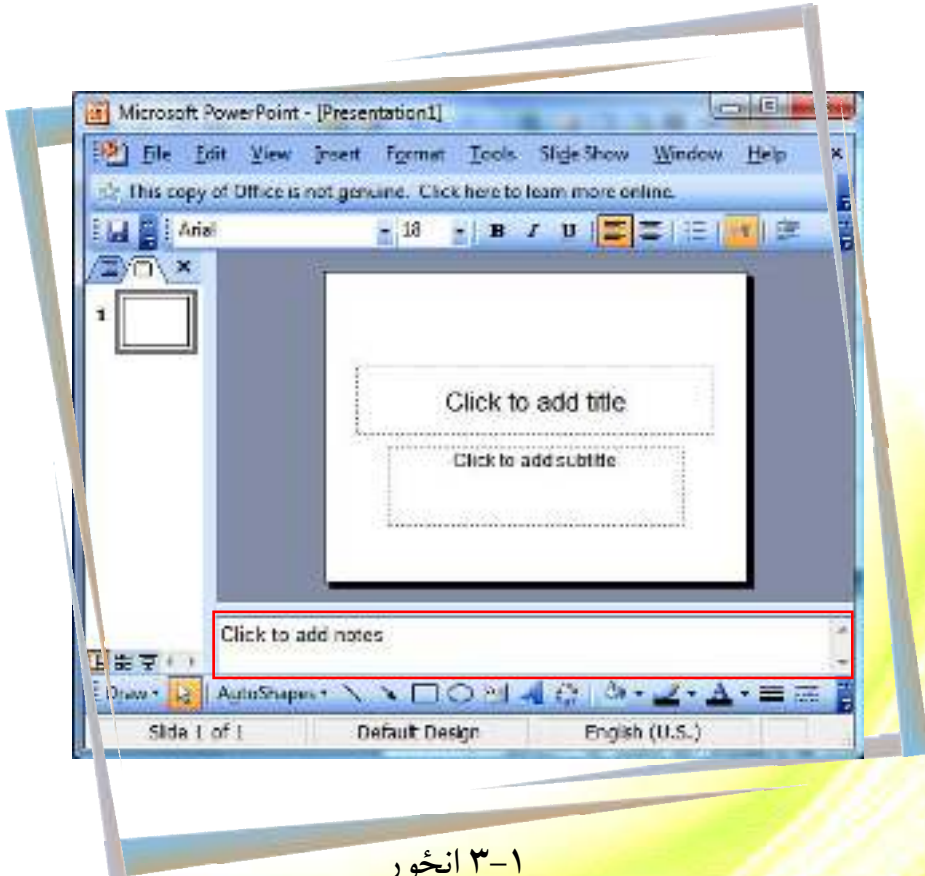 Microsoft PowerPoint - [Presentation1]
File Edit View Insert Format Tools Slide Show Window Help
This copy of Office is not genuine. Click here to learn more online.
Arial 18 B I U
1
Click to add title
Click to add subtitle
Click to add notes
Draw AutoShapes
Slide 1 of 1 Default Design English (U.S.)
۳-۱ انځور